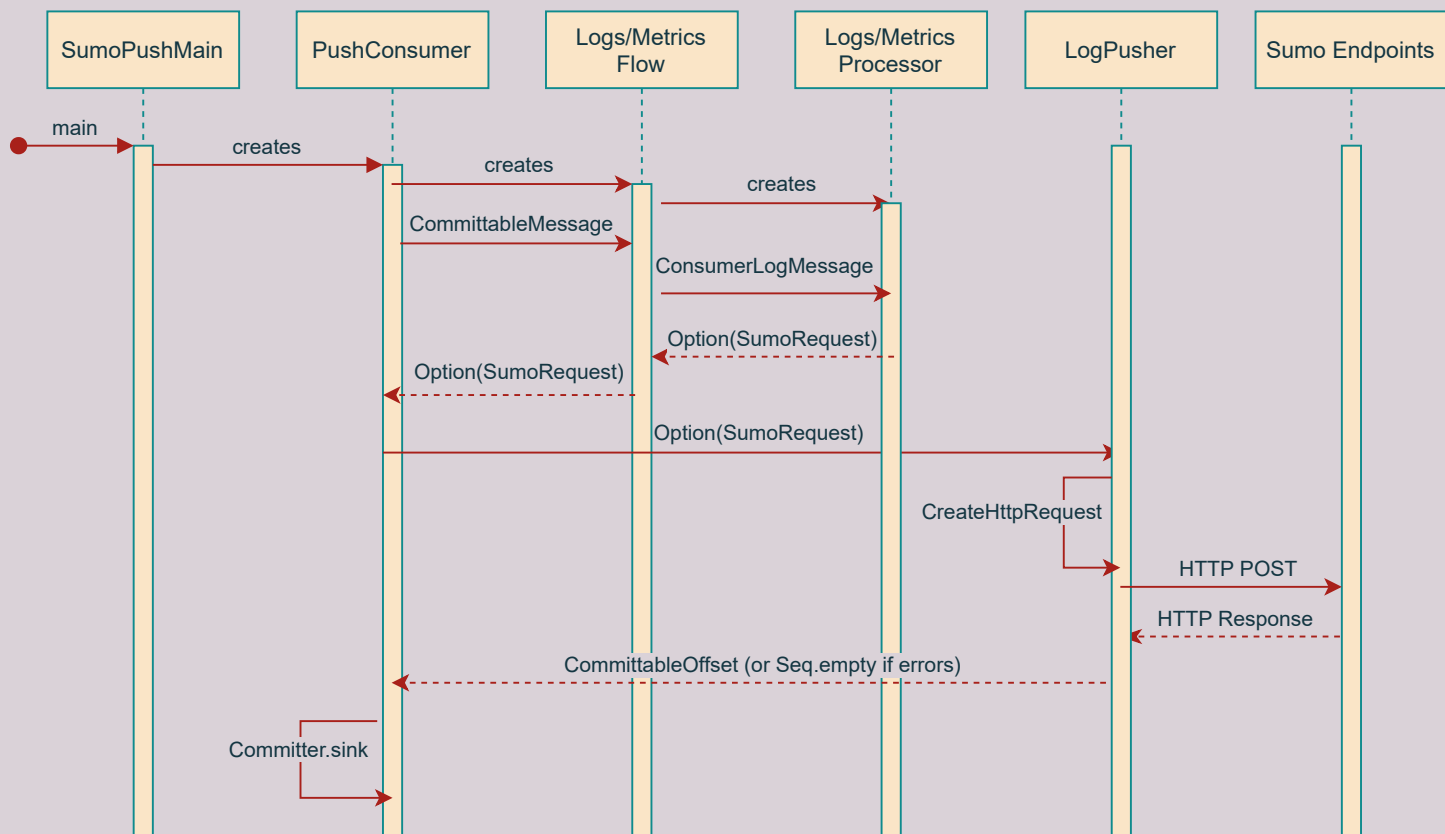 SumoPushMain
PushConsumer
Logs/Metrics
Flow
Logs/Metrics
Processor
LogPusher
Sumo Endpoints
main
creates
creates
creates
CommittableMessage
ConsumerLogMessage
Option(SumoRequest)
Option(SumoRequest)
Option(SumoRequest)
CreateHttpRequest
HTTP POST
HTTP Response
CommittableOffset (or Seq.empty if errors)
Committer.sink